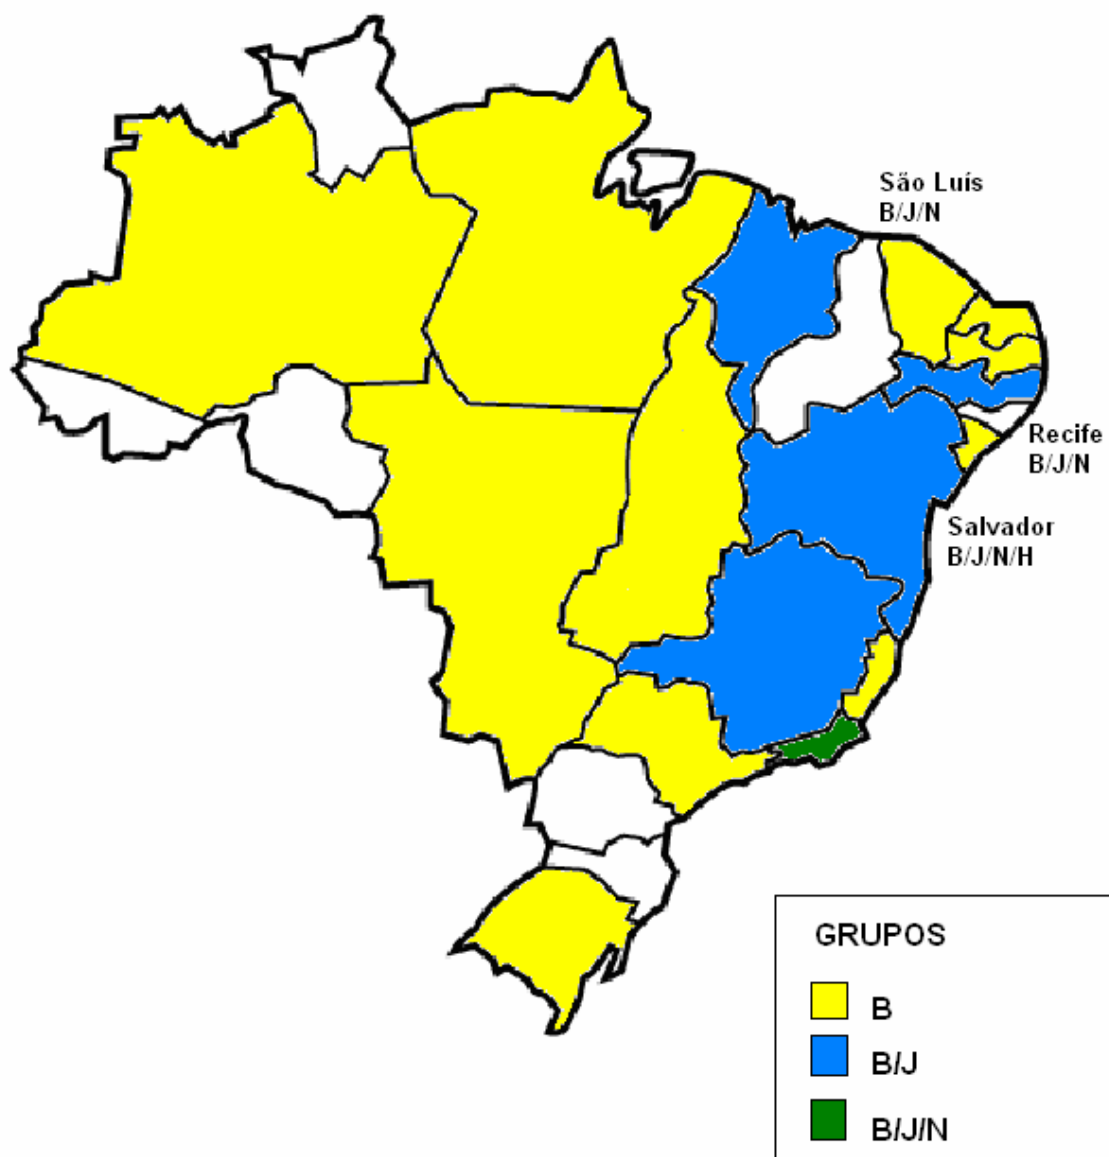 São Luís
B/J/N
Recife
B/J/N
Salvador
B/J/N/H
GRUPOS
B
B/J
B/J/N